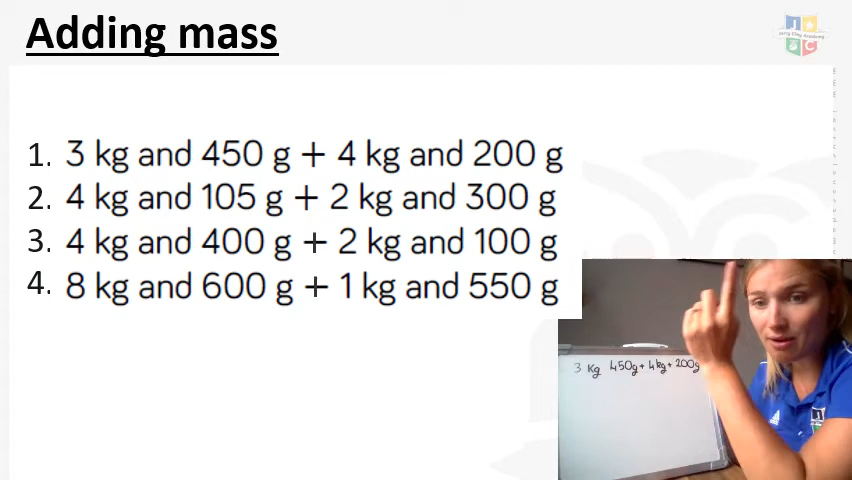 Adding mass
1. 3 kg and 450 g + 4 kg and 200 g
2. 4 kg and 105 g + 2 kg and 300 g
3. 4 kg and 400 g + 2 kg and 100 g
4. 8 kg and 600 g + 1 kg and 550 g
3 Kg 450g + 4kg + 200g